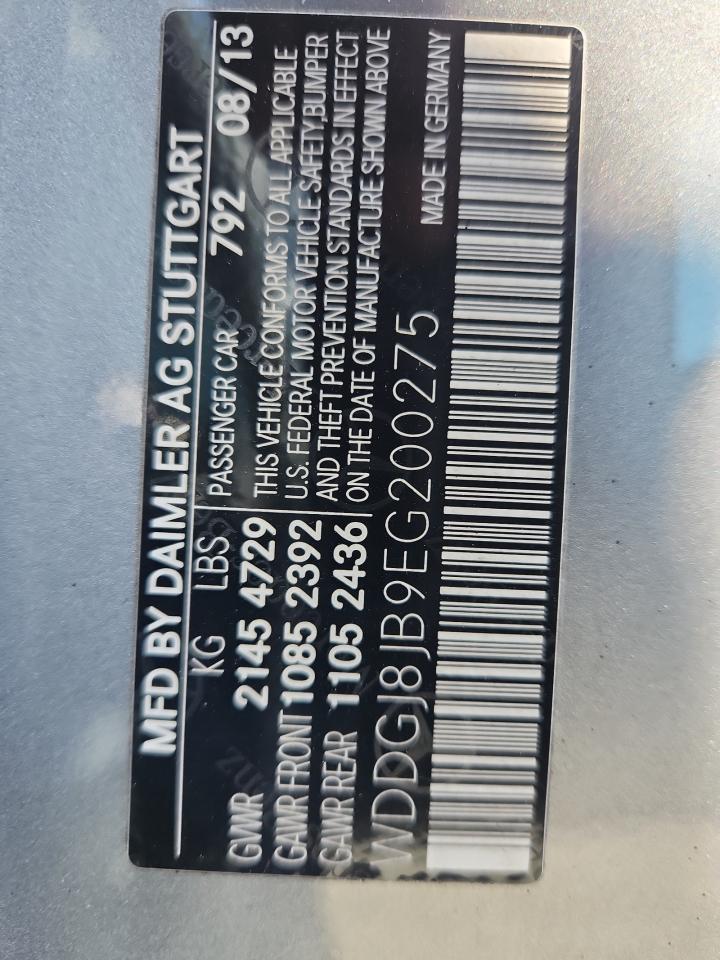 MFD BY DAIMLER AG STUTTGART
KG LBS PASSENGER CAR 792 08/13
GVWR 2145 4729 THIS VEHICLE CONFORMS TO ALL APPLICABLE
GAWR FRONT 1085 2392 U.S. FEDERAL MOTOR VEHICLE SAFETY,BUMPER
GAWR REAR 1105 2436 AND THEFT PREVENTION STANDARDS IN EFFECT
ON THE DATE OF MANUFACTURE SHOWN ABOVE
WDDGJ8JB9EG200275 MADE IN GERMANY